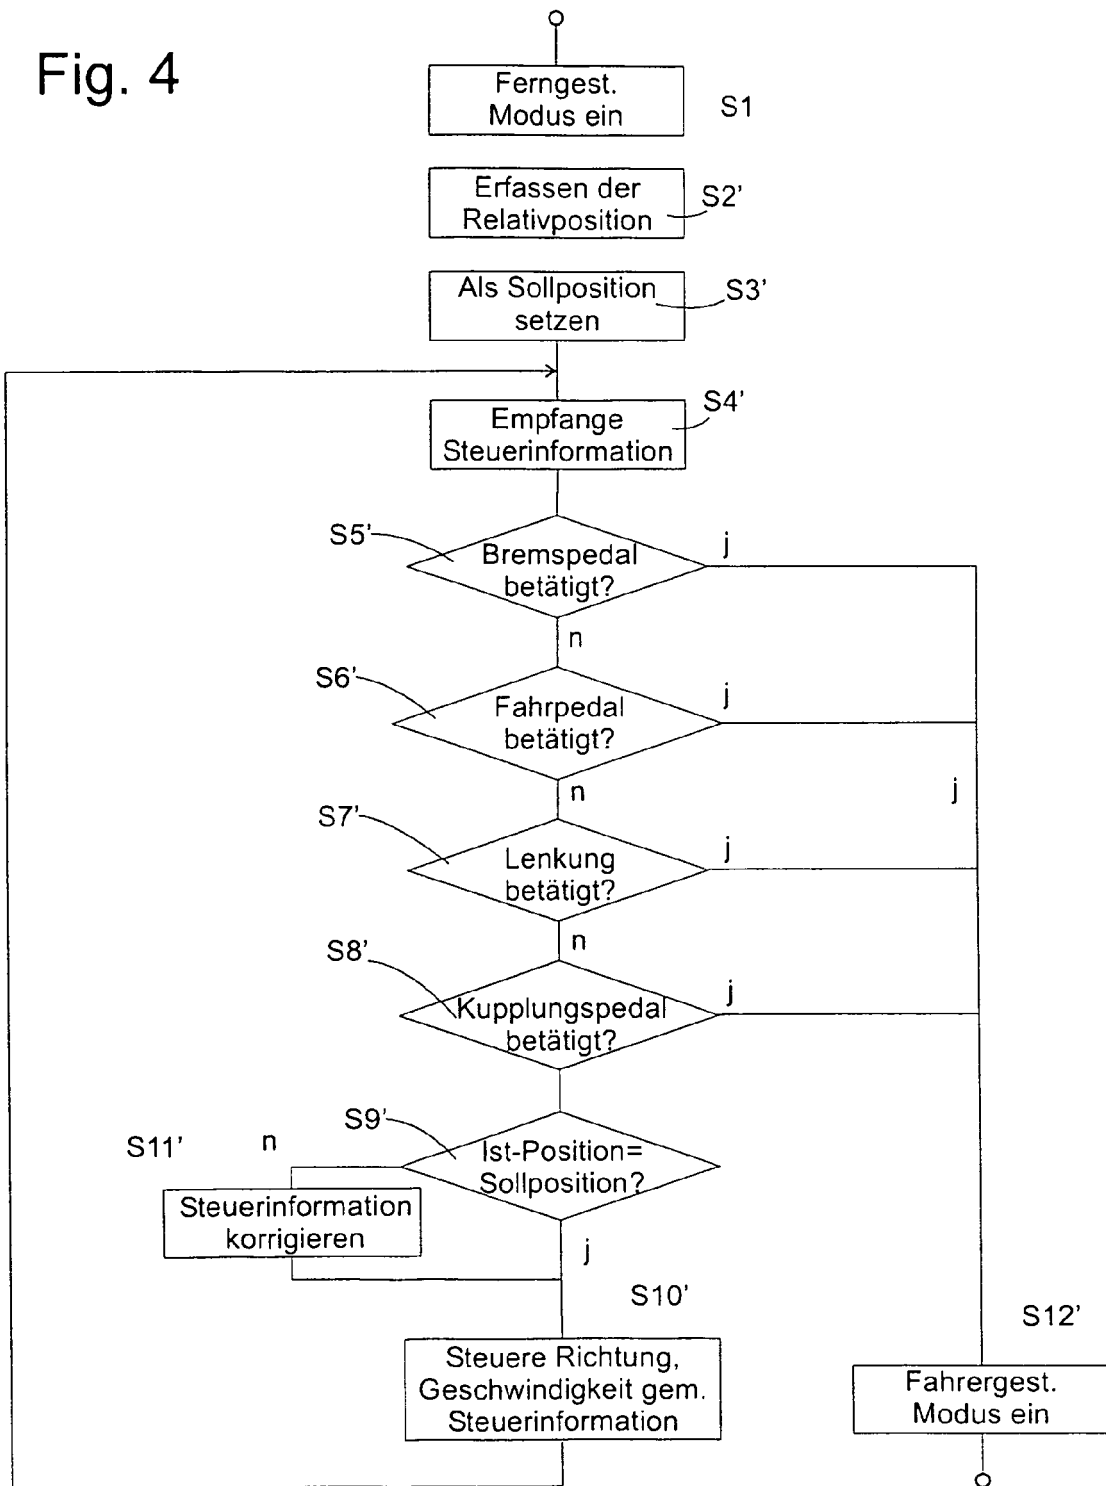 Fig. 4
Ferngest.
Modus ein
S1
Erfassen der
Relativposition
S2'
Als Sollposition
setzen
S3'
Empfange
Steuerinformation
S4'
S5'
Bremspedal
betätigt?
j
n
S6'
Fahrpedal
betätigt?
j
n
j
S7'
Lenkung
betätigt?
j
n
S8'
Kupplungspedal
betätigt?
j
S9'
Ist-Position=
Sollposition?
n
S11'
Steuerinformation
korrigieren
j
S10'
Steuere Richtung,
Geschwindigkeit gem.
Steuerinformation
S12'
Fahrergest.
Modus ein